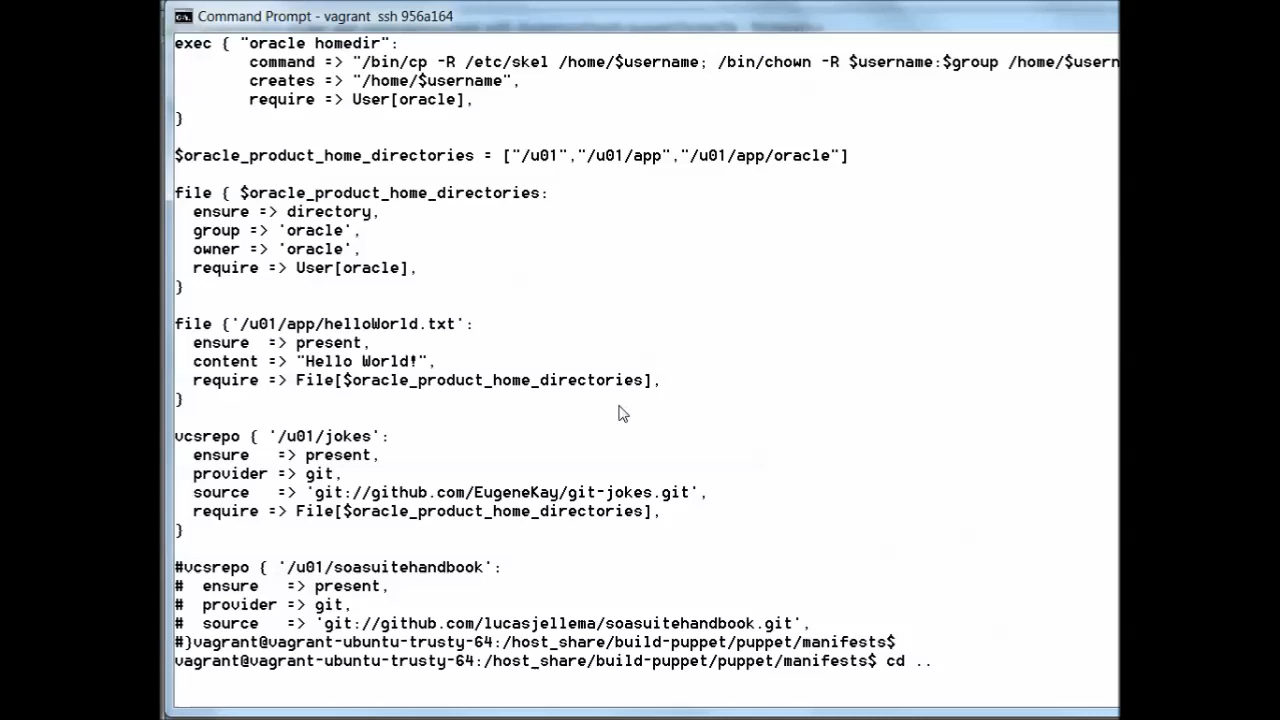 Command Prompt - vagrant ssh 956a164
exec { "oracle homedir":
command => "/bin/cp -R /etc/skel /home/$username; /bin/chown -R $username:$group /home/$usern
creates => "/home/$username",
require => User[oracle],
}
$oracle_product_home_directories = ["/u01","/u01/app","/u01/app/oracle"]
file { $oracle_product_home_directories:
ensure => directory,
group => 'oracle',
owner => 'oracle',
require => User[oracle],
}
file {'/u01/app/helloWorld.txt':
ensure => present,
content => "Hello World!",
require => File[$oracle_product_home_directories],
}
vcsrepo { '/u01/jokes':
ensure => present,
provider => git,
source => 'git://github.com/EugeneKay/git-jokes.git',
require => File[$oracle_product_home_directories],
}
#vcsrepo { '/u01/soasuitehandbook':
# ensure => present,
# provider => git,
# source => 'git://github.com/lucasjellema/soasuitehandbook.git',
#}vagrant@vagrant-ubuntu-trusty-64:/host_share/build-puppet/puppet/manifests$
vagrant@vagrant-ubuntu-trusty-64:/host_share/build-puppet/puppet/manifests$ cd ..